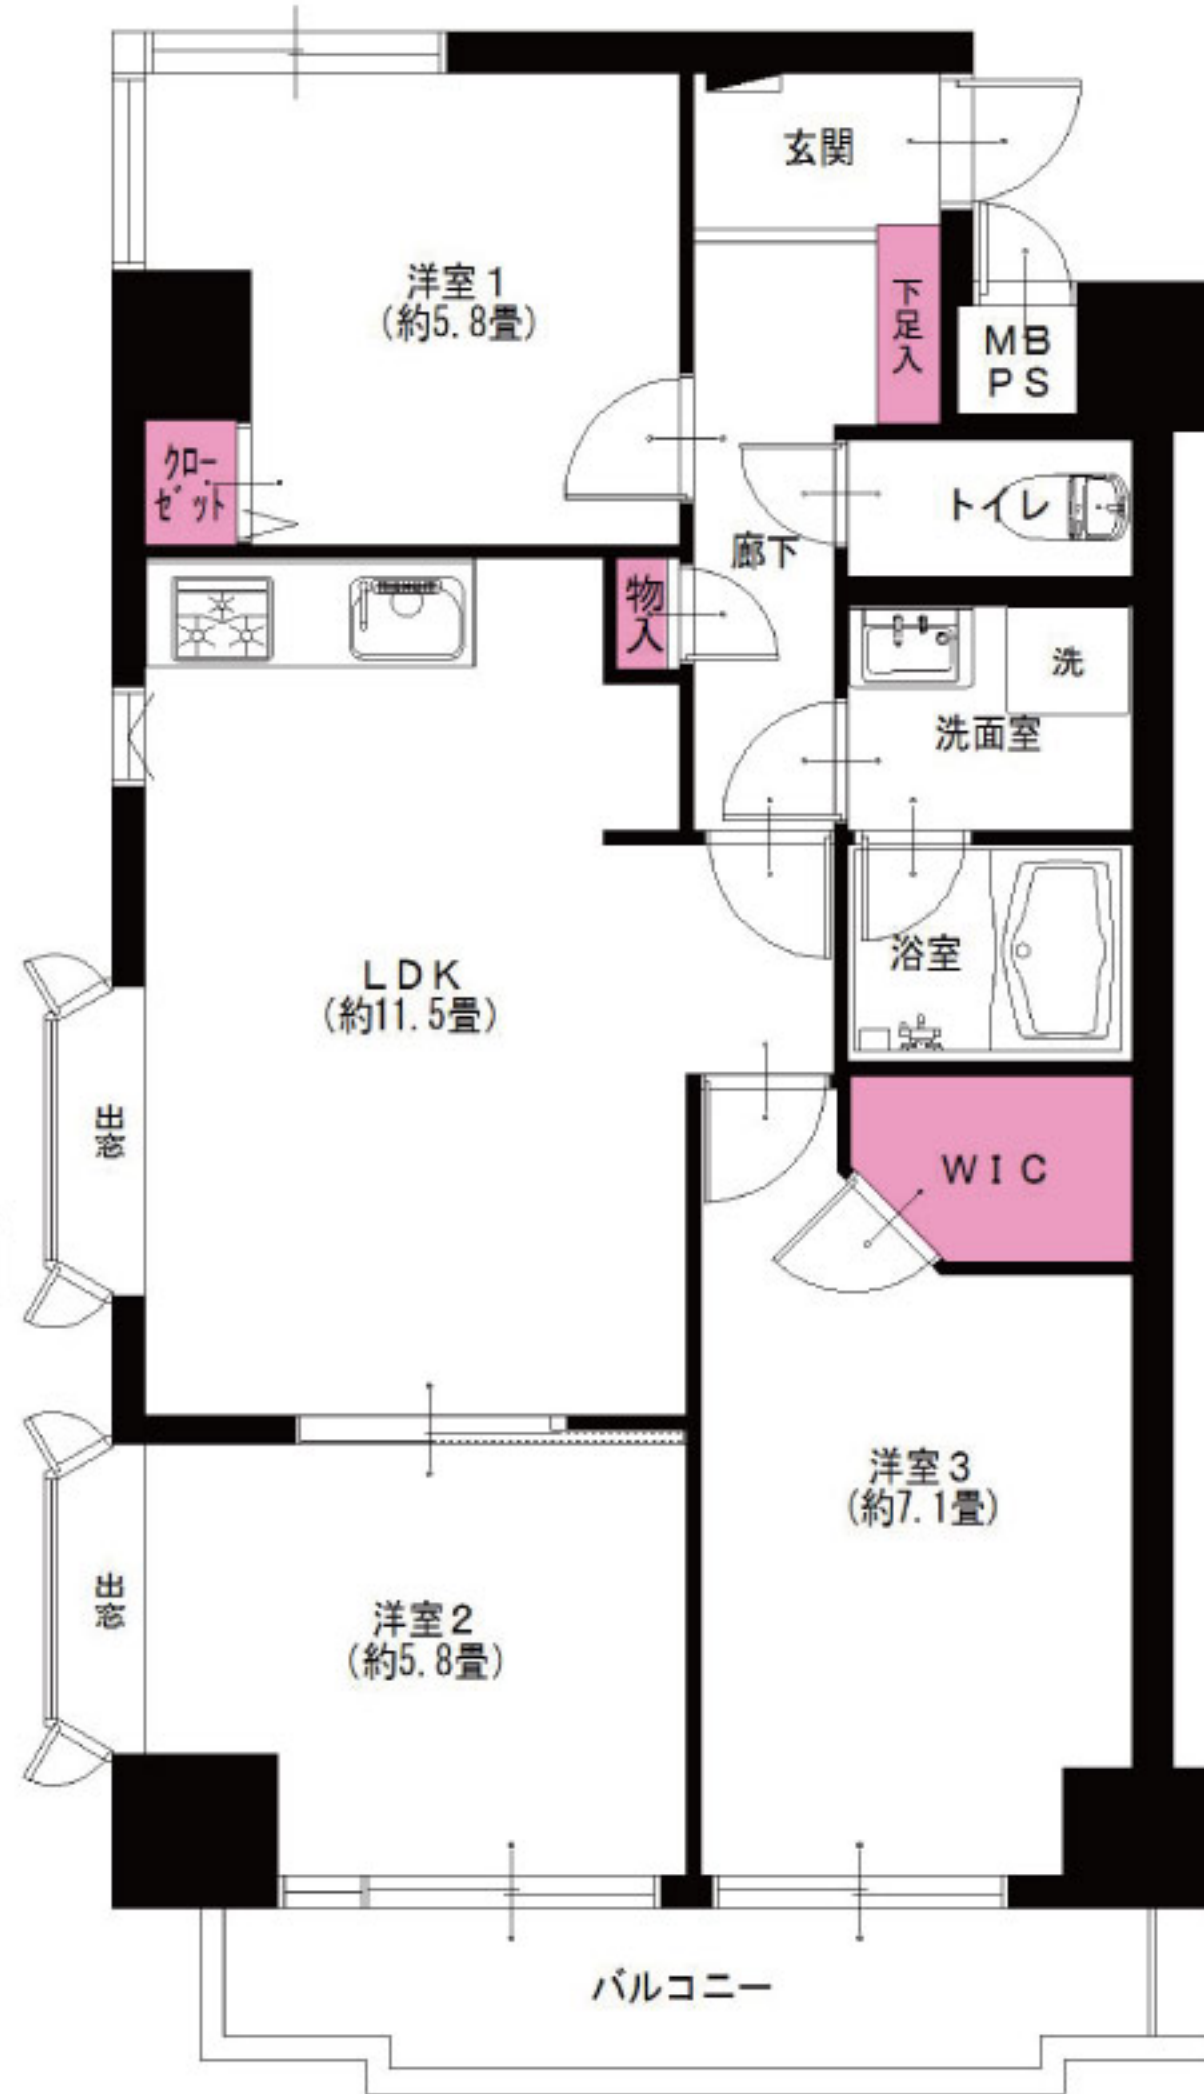 玄関
洋室1
(約5.8畳)
下足入
MB
PS
クロー
ゼット
トイレ
廊下
物入
洗
洗面室
浴室
LDK
(約11.5畳)
出窓
WIC
洋室3
(約7.1畳)
出窓
洋室2
(約5.8畳)
バルコニー